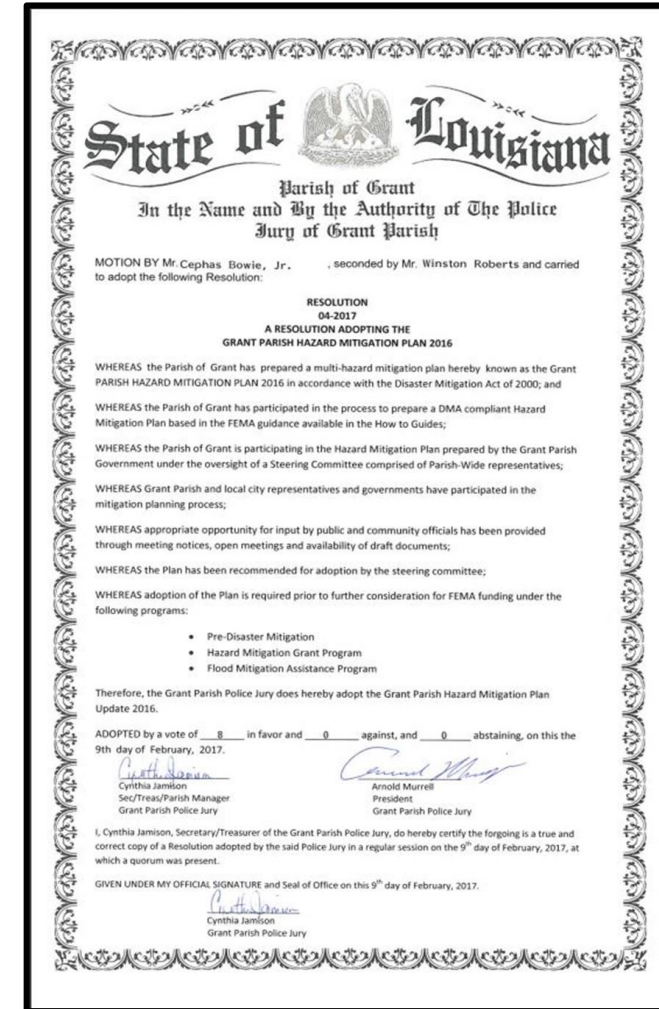 State of Louisiana
Parish of Grant
In the Name and By the Authority of The Police
Jury of Grant Parish
MOTION BY Mr. Cephas Bowie, Jr. , seconded by Mr. Winston Roberts and carried
to adopt the following Resolution:
RESOLUTION
04-2017
A RESOLUTION ADOPTING THE
GRANT PARISH HAZARD MITIGATION PLAN 2016
WHEREAS the Parish of Grant has prepared a multi-hazard mitigation plan hereby known as the Grant
PARISH HAZARD MITIGATION PLAN 2016 in accordance with the Disaster Mitigation Act of 2000; and
WHEREAS the Parish of Grant has participated in the process to prepare a DMA compliant Hazard
Mitigation Plan based in the FEMA guidance available in the How to Guides;
WHEREAS the Parish of Grant is participating in the Hazard Mitigation Plan prepared by the Grant Parish
Government under the oversight of a Steering Committee comprised of Parish-Wide representatives;
WHEREAS Grant Parish and local city representatives and governments have participated in the
mitigation planning process;
WHEREAS appropriate opportunity for input by public and community officials has been provided
through meeting notices, open meetings and availability of draft documents;
WHEREAS the Plan has been recommended for adoption by the steering committee;
WHEREAS adoption of the Plan is required prior to further consideration for FEMA funding under the
following programs:
• Pre-Disaster Mitigation
• Hazard Mitigation Grant Program
• Flood Mitigation Assistance Program
Therefore, the Grant Parish Police Jury does hereby adopt the Grant Parish Hazard Mitigation Plan
Update 2016.
ADOPTED by a vote of 8 in favor and 0 against, and 0 abstaining, on this the
9th day of February, 2017.
Cynthia Jamison
Cynthia Jamison
Sec/Treas/Parish Manager
Grant Parish Police Jury
Arnold Murrell
President
Grant Parish Police Jury
I, Cynthia Jamison, Secretary/Treasurer of the Grant Parish Police Jury, do hereby certify the forgoing is a true and
correct copy of a Resolution adopted by the said Police Jury in a regular session on the 9th day of February, 2017, at
which a quorum was present.
GIVEN UNDER MY OFFICIAL SIGNATURE and Seal of Office on this 9th day of February, 2017.
Cynthia Jamison
Cynthia Jamison
Grant Parish Police Jury